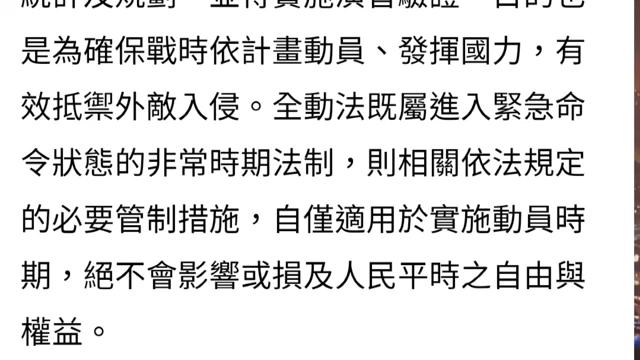 是為確保戰時依計畫動員、發揮國力，有
效抵禦外敵入侵。全動法既屬進入緊急命
令狀態的非常時期法制，則相關依法規定
的必要管制措施，自僅適用於實施動員時
期，絕不會影響或損及人民平時之自由與
權益。